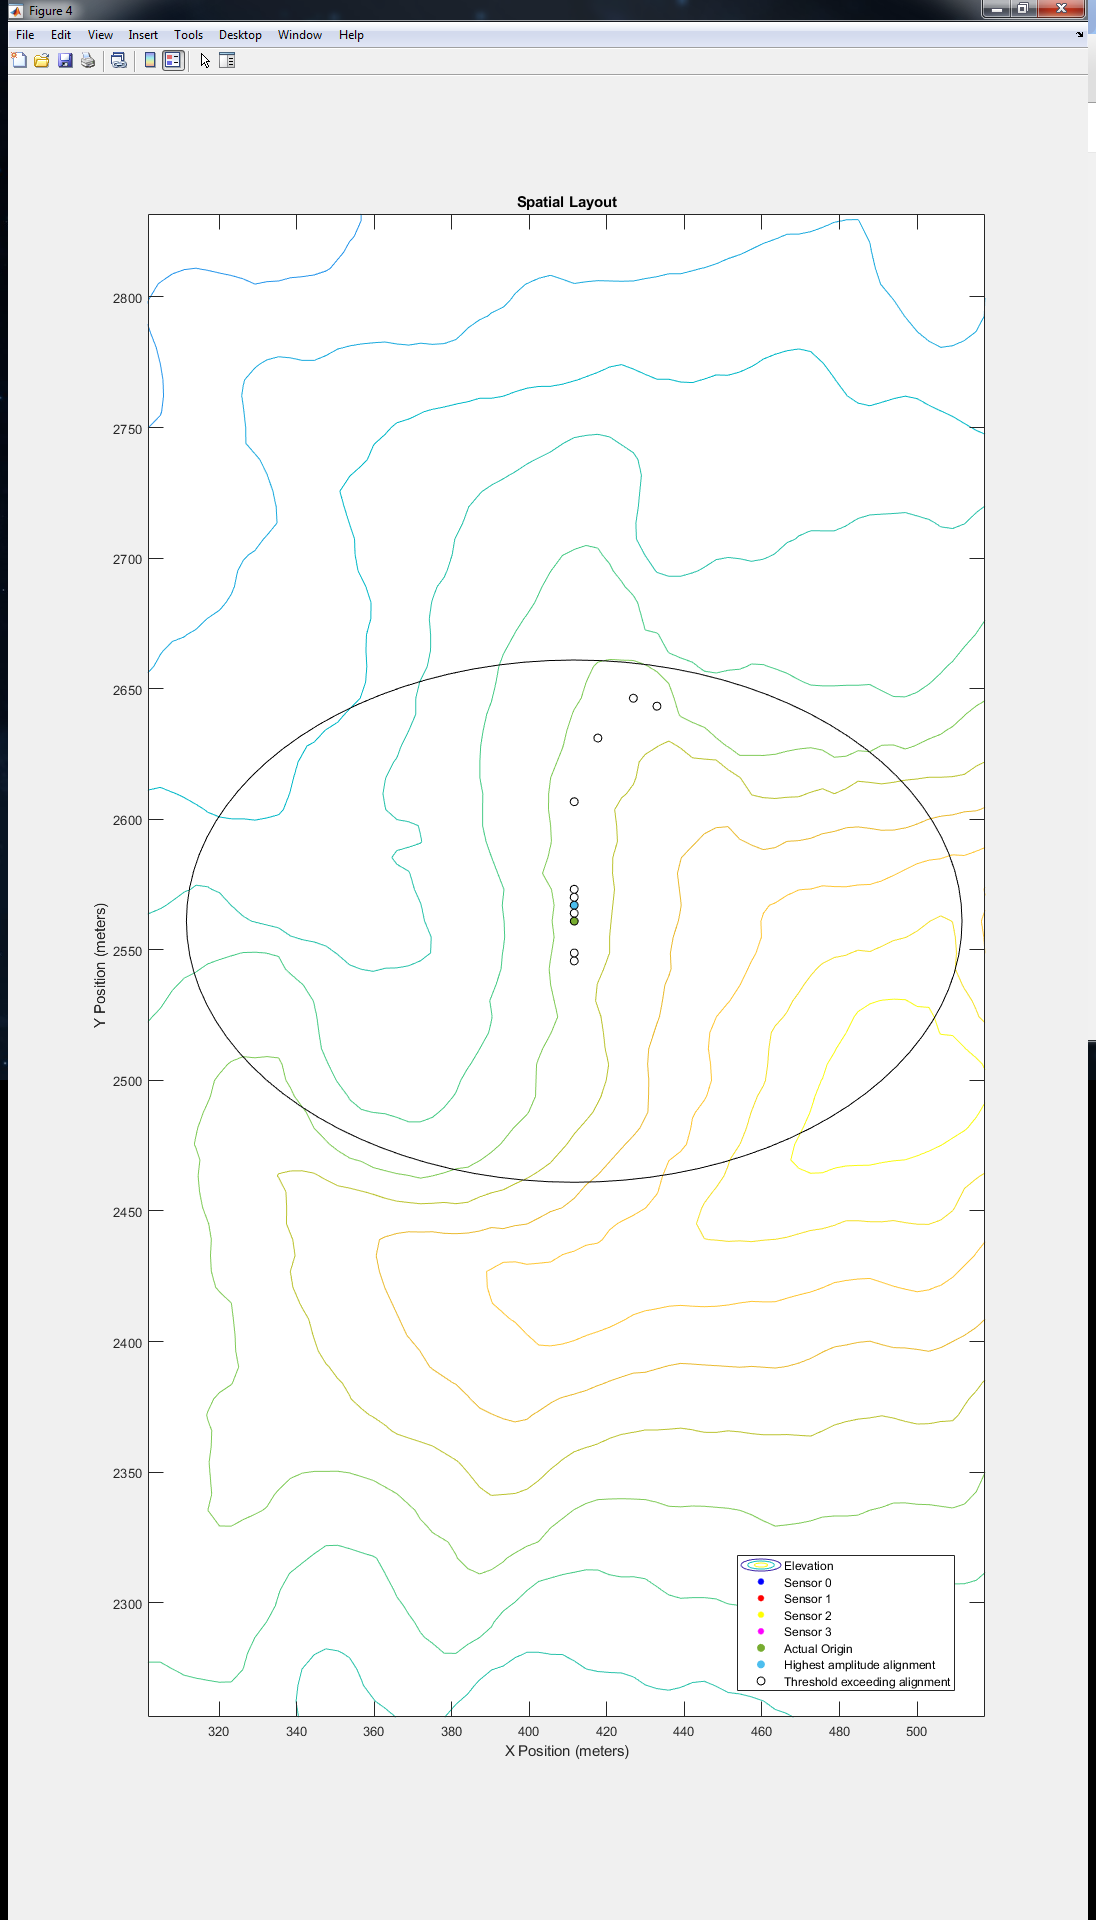 Figure 4
File Edit View Insert Tools Desktop Window Help
Spatial Layout
2800
2750
2700
2650
2600
2550
2500
2450
2400
2350
2300
Y Position (meters)
320 340 360 380 400 420 440 460 480 500
X Position (meters)
Elevation
Sensor 0
Sensor 1
Sensor 2
Sensor 3
Actual Origin
Highest amplitude alignment
Threshold exceeding alignment